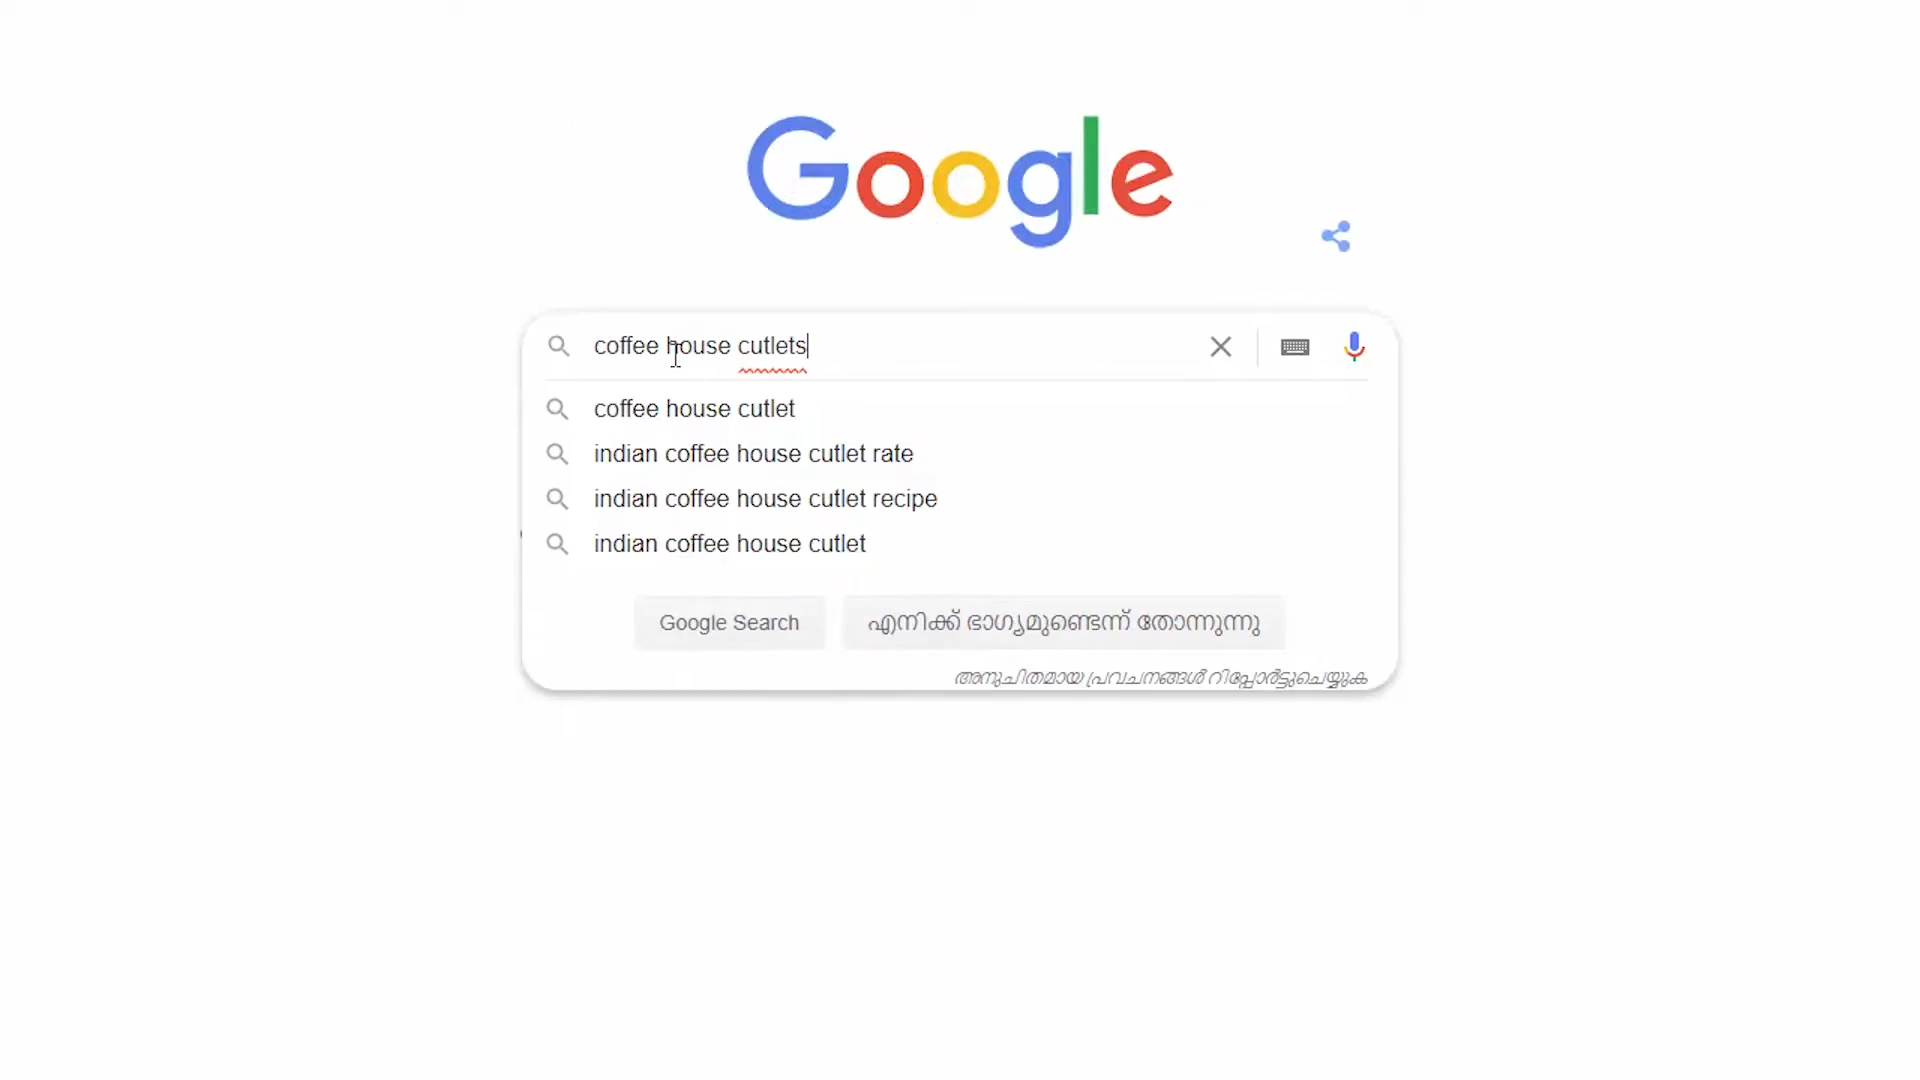 Google
coffee house cutlets
coffee house cutlet
indian coffee house cutlet rate
indian coffee house cutlet recipe
indian coffee house cutlet
Google Search
എനിക്ക് ഭാഗ്യമുണ്ടെന്ന് തോന്നുന്നു
അനുചിതമായ പ്രവചനങ്ങൾ റിപ്പോർട്ടുചെയ്യുക